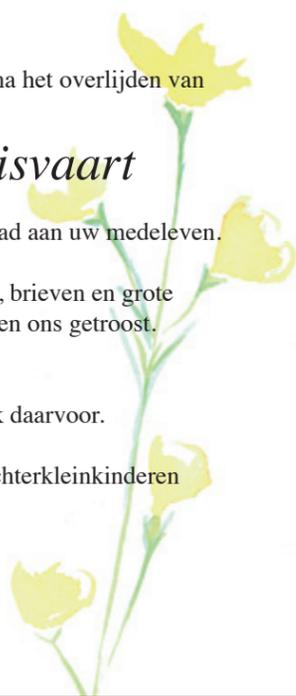 na het overlijden van
isvaart
ad aan uw medeleven.
, brieven en grote
en ons getroost.
k daarvoor.
chterkleinkinderen